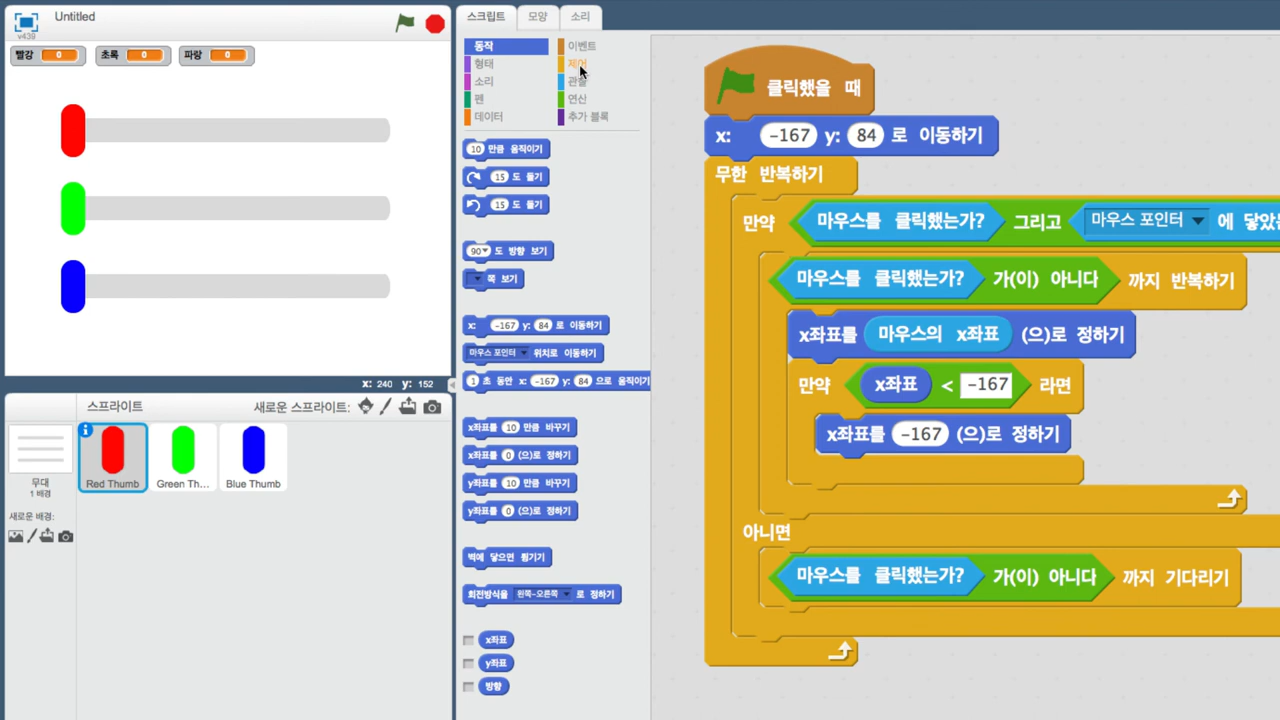 Untitled
v439
빨강 0 초록 0 파랑 0
x: 240 y: 152
스프라이트 새로운 스프라이트:
무대
1 배경
새로운 배경:
Red Thumb
Green Th...
Blue Thumb
스크립트 모양 소리
동작 이벤트
형태 제어
소리 관찰
펜 연산
데이터 추가 블록
10 만큼 움직이기
15 도 돌기
15 도 돌기
90 도 방향 보기
쪽 보기
x: -167 y: 84 로 이동하기
마우스 포인터 위치로 이동하기
1 초 동안 x: -167 y: 84 으로 움직이기
x좌표를 10 만큼 바꾸기
x좌표를 0 (으)로 정하기
y좌표를 10 만큼 바꾸기
y좌표를 0 (으)로 정하기
벽에 닿으면 튕기기
회전방식을 왼쪽-오른쪽 로 정하기
x좌표
y좌표
방향
클릭했을 때
x: -167 y: 84 로 이동하기
무한 반복하기
만약 마우스를 클릭했는가? 그리고 마우스 포인터 에 닿았
마우스를 클릭했는가? 가(이) 아니다 까지 반복하기
x좌표를 마우스의 x좌표 (으)로 정하기
만약 x좌표 < -167 라면
x좌표를 -167 (으)로 정하기
아니면
마우스를 클릭했는가? 가(이) 아니다 까지 기다리기